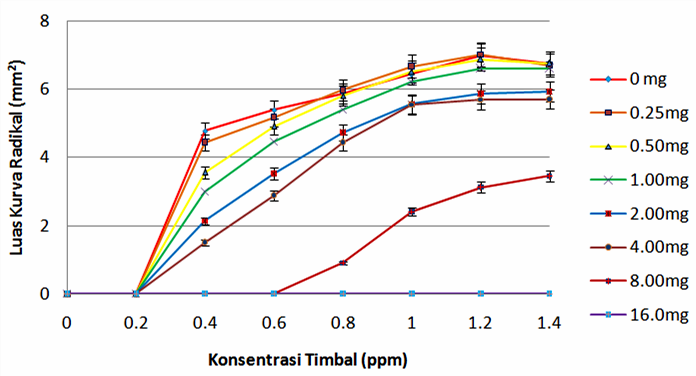 8
6
4
2
0
Luas Kurva Radikal (mm²)
0 0.2 0.4 0.6 0.8 1 1.2 1.4
Konsentrasi Timbal (ppm)
0 mg
0.25mg
0.50mg
1.00mg
2.00mg
4.00mg
8.00mg
16.0mg